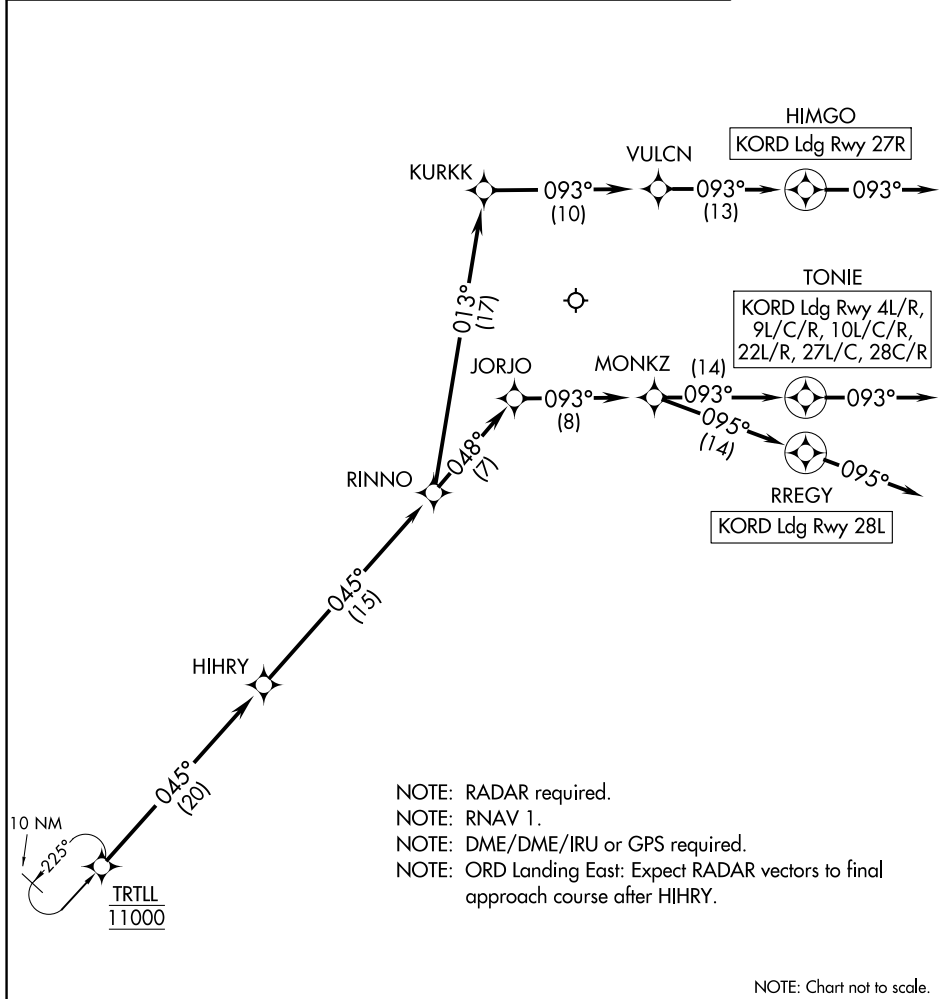 HIMGO
KORD Ldg Rwy 27R
VULCN
KURKK
093°
(10)
093°
(13)
093°
013°
(17)
TONIE
KORD Ldg Rwy 4L/R,
9L/C/R, 10L/C/R,
22L/R, 27L/C, 28C/R
JORJO
MONKZ
(14)
093°
(8)
093°
093°
095°
(14)
048°
(7)
RINNO
095°
RREGY
KORD Ldg Rwy 28L
045°
(15)
HIHRY
045°
(20)
10 NM
225°
TRTLL
11000
NOTE: RADAR required.
NOTE: RNAV 1.
NOTE: DME/DME/IRU or GPS required.
NOTE: ORD Landing East: Expect RADAR vectors to final
approach course after HIHRY.
NOTE: Chart not to scale.